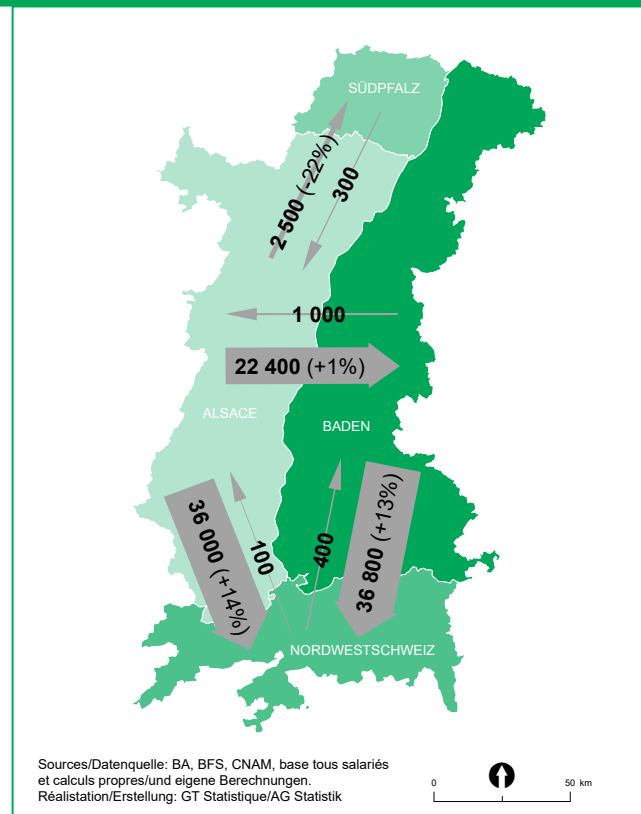 SÜDPFALZ
2 500 (-22%)
300
1 000
22 400 (+1%)
ALSACE
BADEN
36 000 (+14%)
100
400
36 800 (+13%)
NORDWESTSCHWEIZ
Sources/Datenquelle: BA, BFS, CNAM, base tous salariés
et calculs propres/und eigene Berechnungen.
Réalistation/Erstellung: GT Statistique/AG Statistik
0 50 km